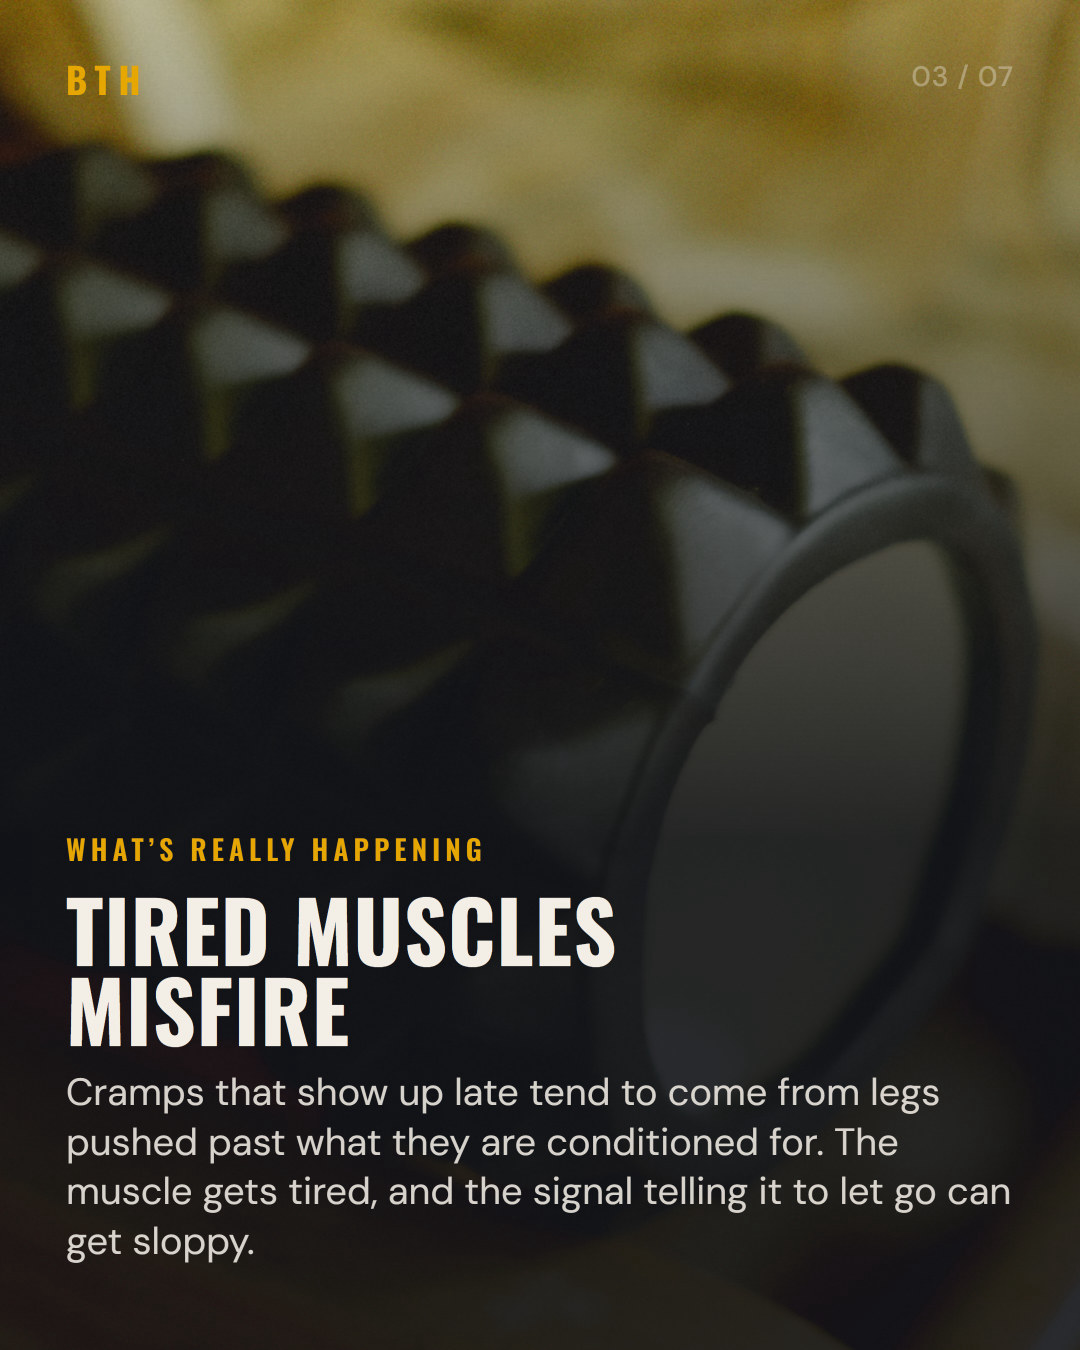 BTH
03 / 07
WHAT’S REALLY HAPPENING
TIRED MUSCLES
MISFIRE
Cramps that show up late tend to come from legs
pushed past what they are conditioned for. The
muscle gets tired, and the signal telling it to let go can
get sloppy.